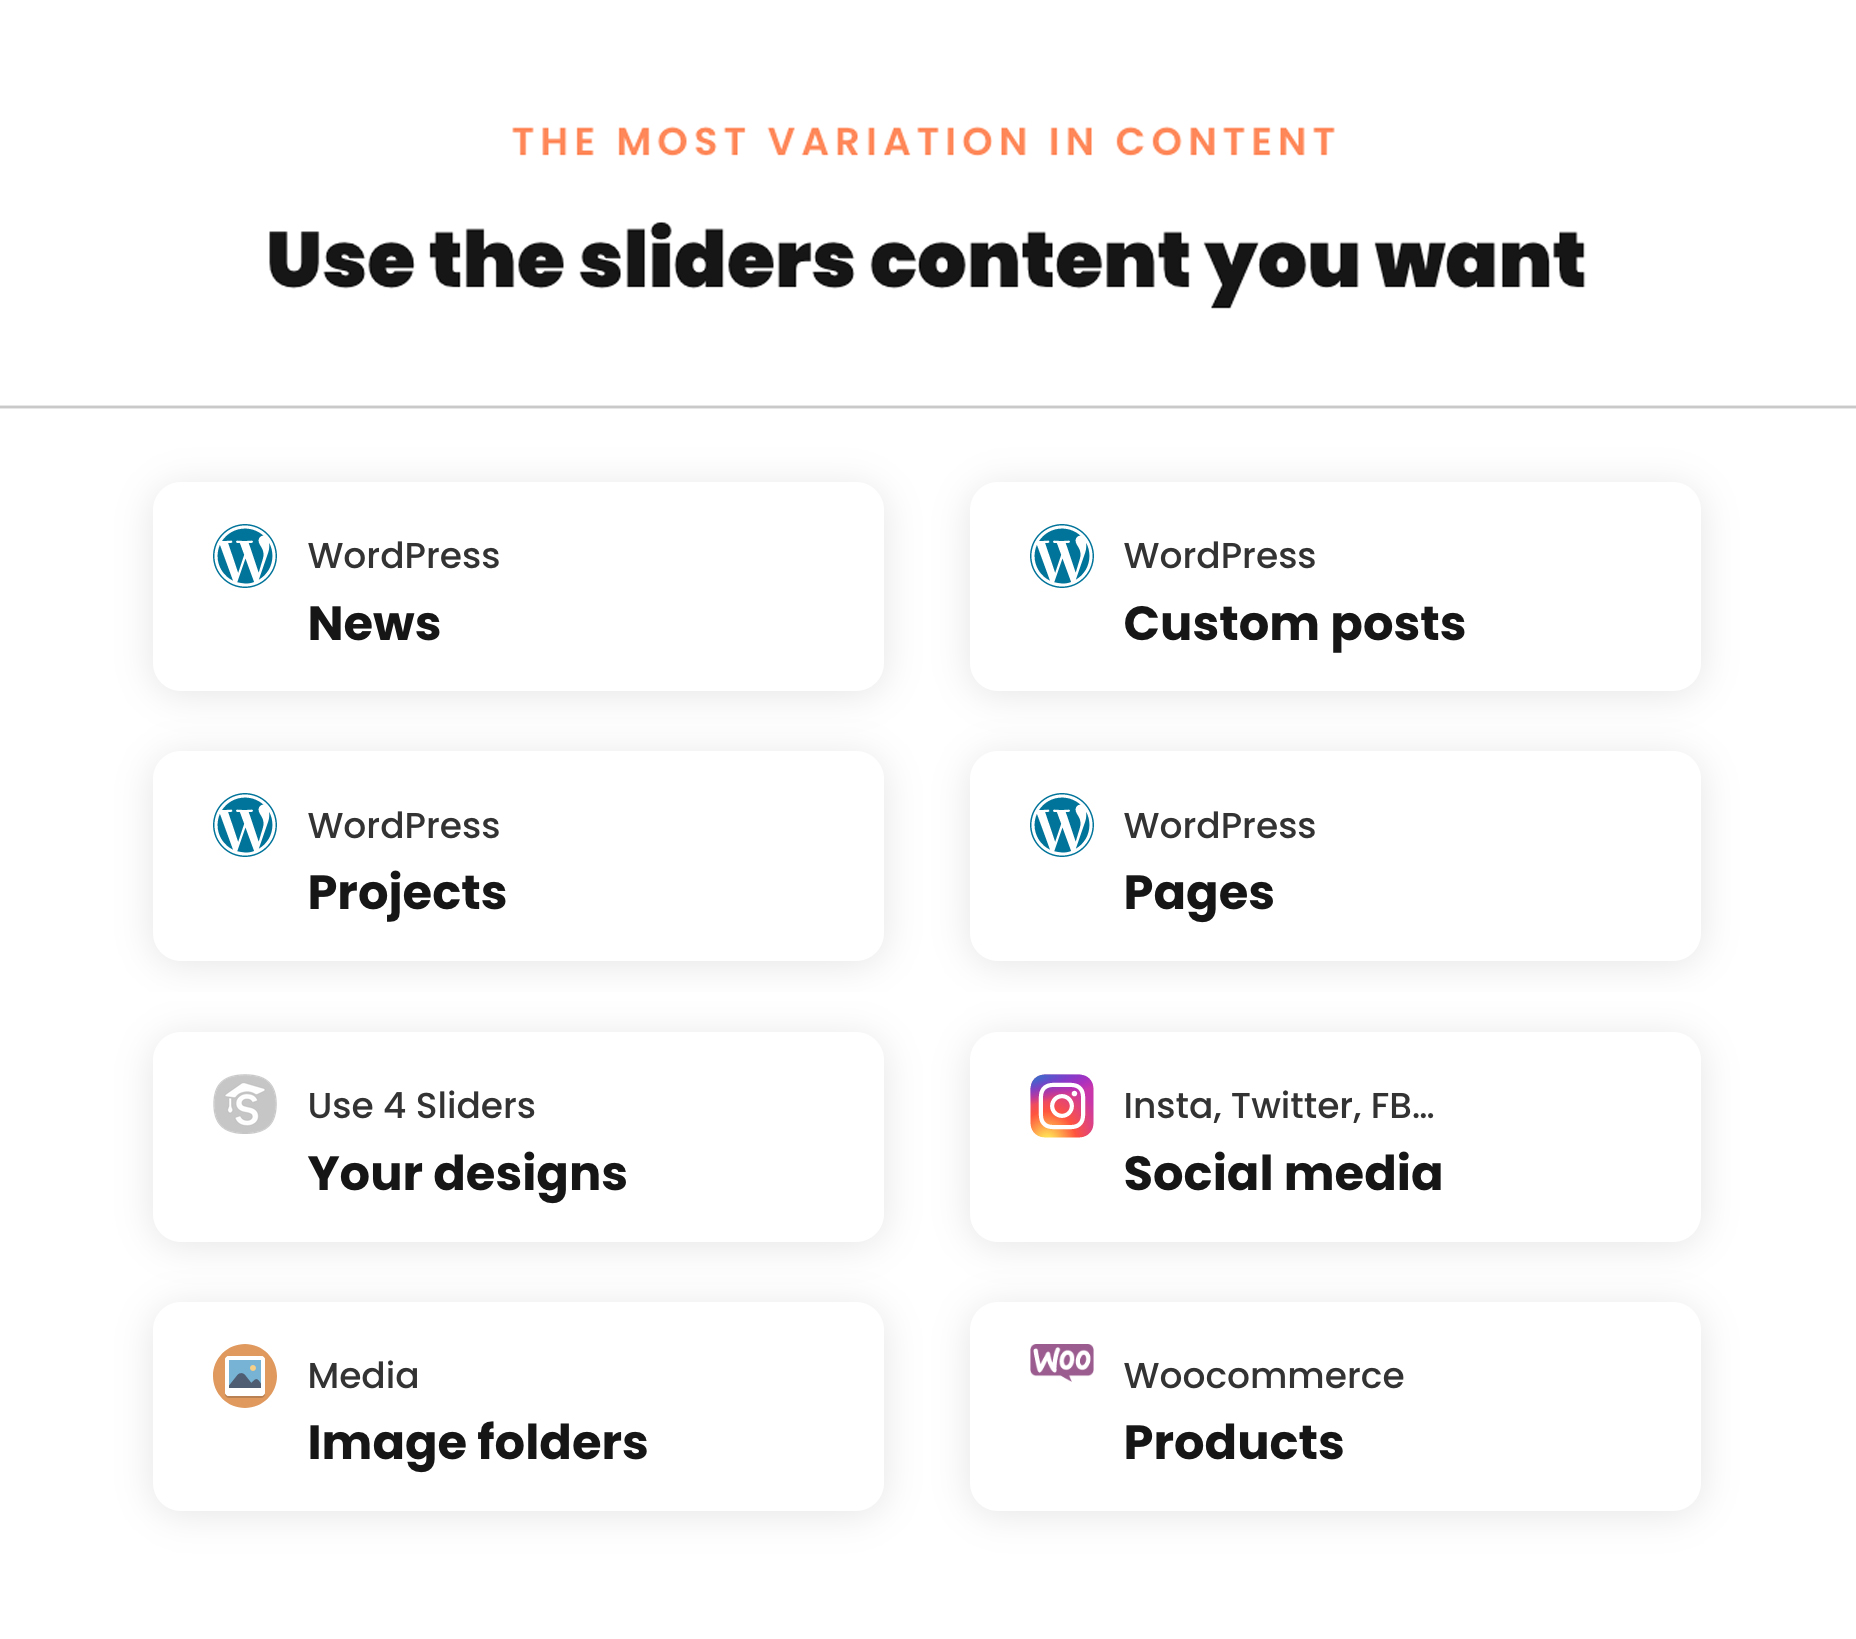 THE MOST VARIATION IN CONTENT
Use the sliders content you want
WordPress
News
WordPress
Custom posts
WordPress
Projects
WordPress
Pages
S
Use 4 Sliders
Your designs
Insta, Twitter, FB...
Social media
Media
Image folders
Woo
Woocommerce
Products